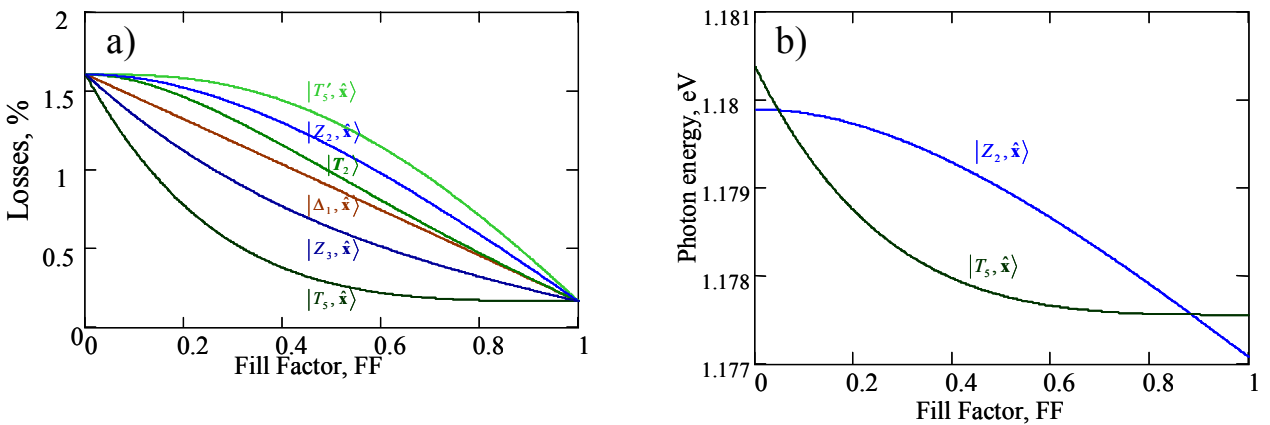 a)
Losses, %
2
1.5
1
0.5
0
|T₅′, x̂⟩
|Z₂, x̂⟩
|T₂⟩
|Δ₁, x̂⟩
|Z₃, x̂⟩
|T₅, x̂⟩
0 0.2 0.4 0.6 0.8 1
Fill Factor, FF
b)
Photon energy, eV
1.181
1.18
1.179
1.178
1.177
|Z₂, x̂⟩
|T₅, x̂⟩
0 0.2 0.4 0.6 0.8 1
Fill Factor, FF